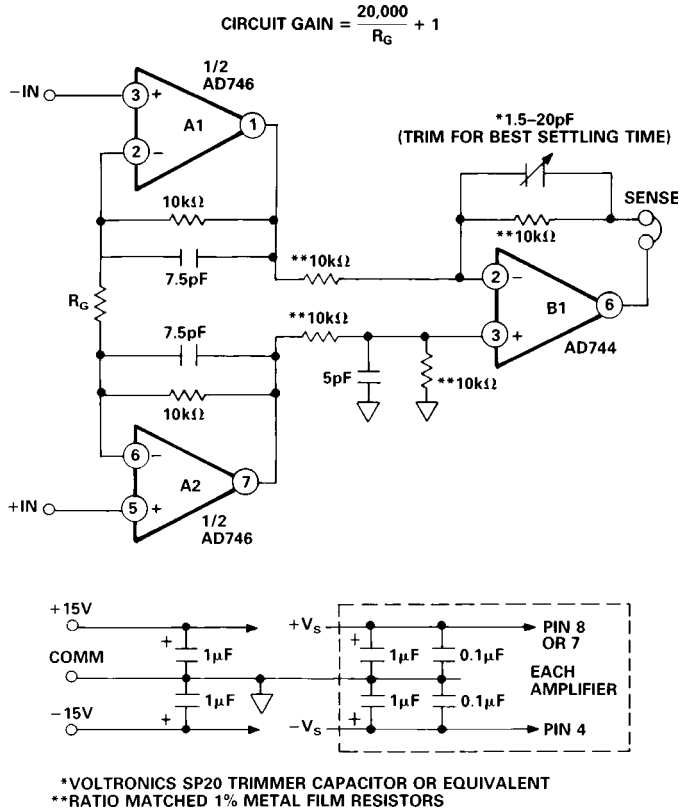 CIRCUIT GAIN = 20,000 / R_G + 1
1/2
AD746
–IN
3
+
A1
1
2
–
10kΩ
7.5pF
R_G
7.5pF
10kΩ
6
–
A2
7
+IN
5
+
1/2
AD746
*1.5–20pF
(TRIM FOR BEST SETTLING TIME)
SENSE
**10kΩ
**10kΩ
2
–
B1
6
**10kΩ
3
+
AD744
5pF
**10kΩ
+15V
+
1µF
COMM
1µF
–15V
+
+V_S
+
1µF
0.1µF
PIN 8
OR 7
EACH
AMPLIFIER
1µF
0.1µF
–V_S
+
PIN 4
*VOLTRONICS SP20 TRIMMER CAPACITOR OR EQUIVALENT
**RATIO MATCHED 1% METAL FILM RESISTORS